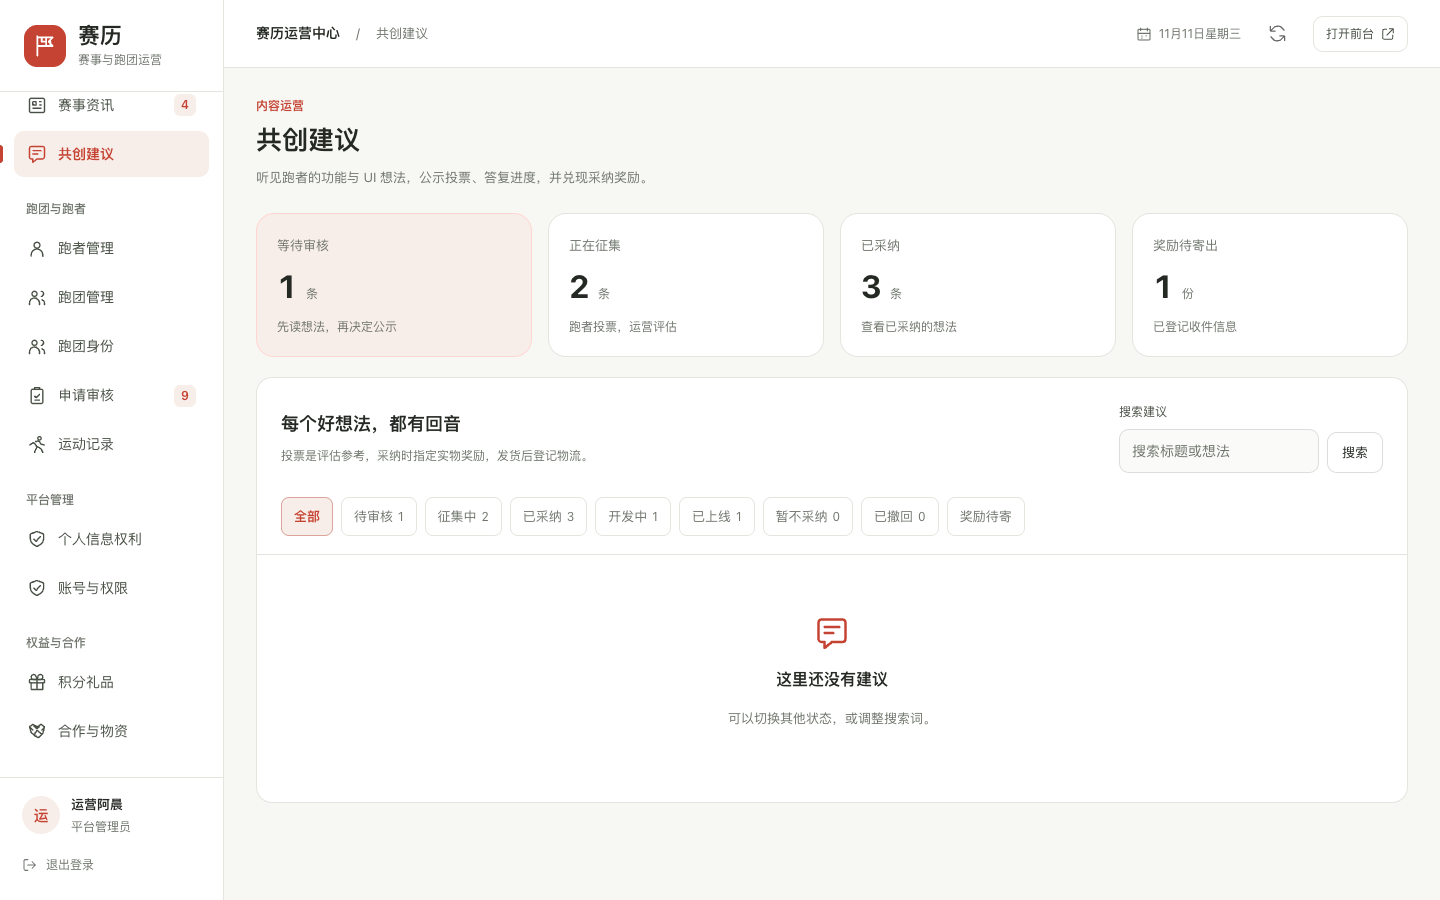 赛历
赛事与跑团运营
赛事资讯 4
共创建议
跑团与跑者
跑者管理
跑团管理
跑团身份
申请审核 9
运动记录
平台管理
个人信息权利
账号与权限
权益与合作
积分礼品
合作与物资
运 运营阿晨
平台管理员
退出登录
赛历运营中心 / 共创建议
11月11日星期三
打开前台
内容运营
共创建议
听见跑者的功能与 UI 想法，公示投票、答复进度，并兑现采纳奖励。
等待审核
1 条
先读想法，再决定公示
正在征集
2 条
跑者投票，运营评估
已采纳
3 条
查看已采纳的想法
奖励待寄出
1 份
已登记收件信息
每个好想法，都有回音
投票是评估参考，采纳时指定实物奖励，发货后登记物流。
搜索建议
搜索标题或想法
搜索
全部
待审核 1
征集中 2
已采纳 3
开发中 1
已上线 1
暂不采纳 0
已撤回 0
奖励待寄
这里还没有建议
可以切换其他状态，或调整搜索词。